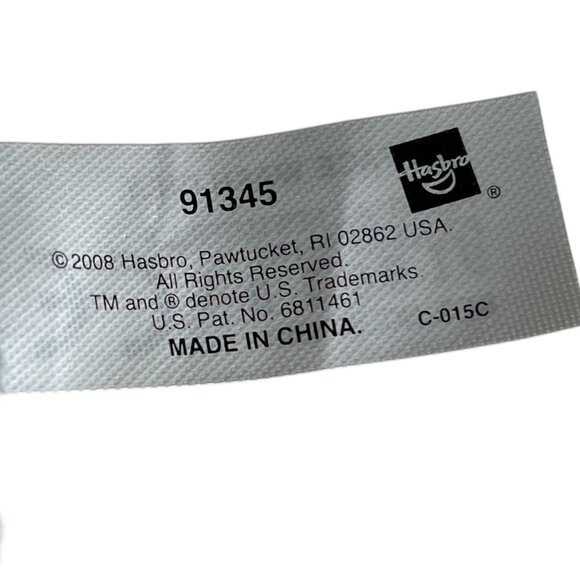 Hasbro
®
91345
©2008 Hasbro, Pawtucket, RI 02862 USA.
All Rights Reserved.
TM and ® denote U.S. Trademarks.
U.S. Pat. No. 6811461
MADE IN CHINA.
C-015C